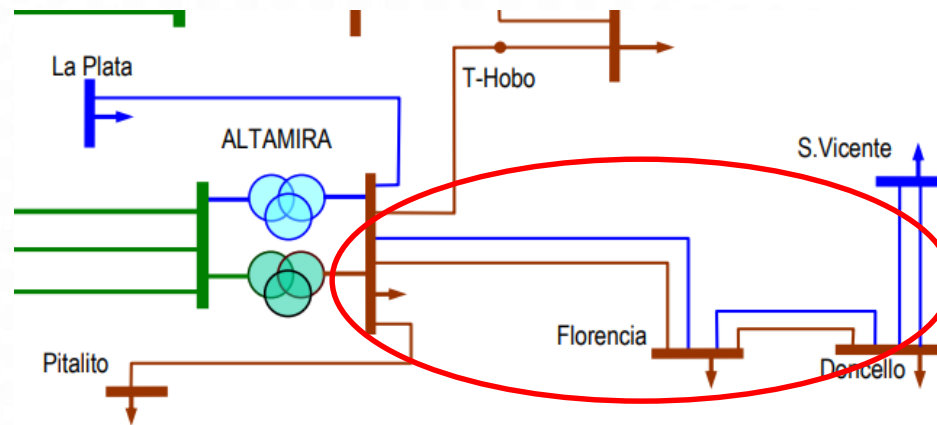 La Plata
T-Hobo
ALTAMIRA
S.Vicente
Florencia
Doncello
Pitalito